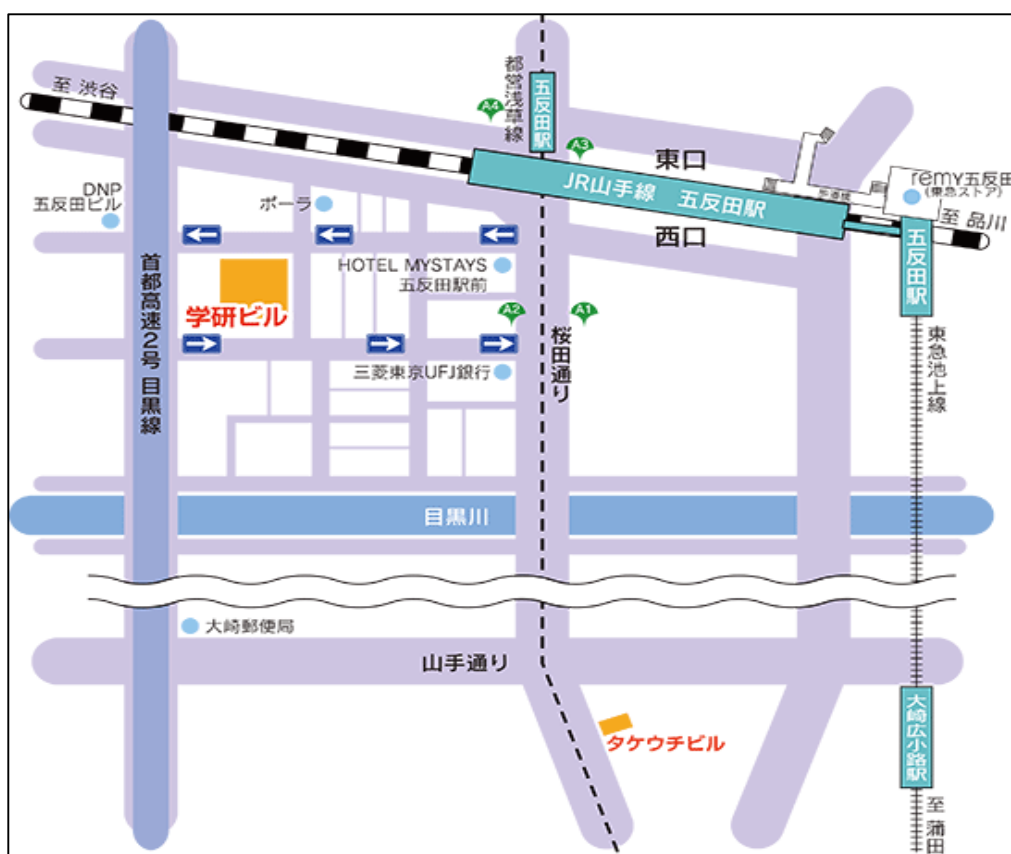 至 渋谷
都営浅草線
五反田駅
A4
A3
東口
JR山手線 五反田駅
西口
remy五反田
(東急ストア)
至 品川
五反田駅
DNP
五反田ビル
ポーラ
HOTEL MYSTAYS
五反田駅前
学研ビル
A2
A1
首都高速2号 目黒線
桜田通り
三菱東京UFJ銀行
東急池上線
目黒川
大崎郵便局
山手通り
タケウチビル
大崎広小路駅
至 蒲田